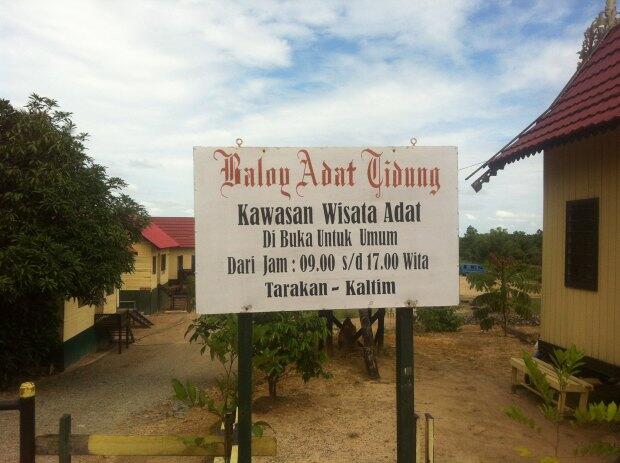 Baloy Adat Tidung
Kawasan Wisata Adat
Di Buka Untuk Umum
Dari Jam : 09.00 s/d 17.00 Wita
Tarakan - Kaltim